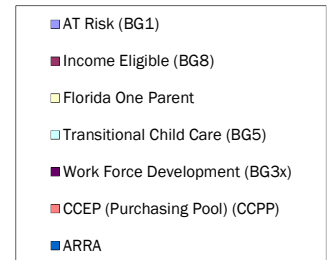 AT Risk (BG1)
Income Eligible (BG8)
Florida One Parent
Transitional Child Care (BG5)
Work Force Development (BG3x)
CCEP (Purchasing Pool) (CCPP)
ARRA